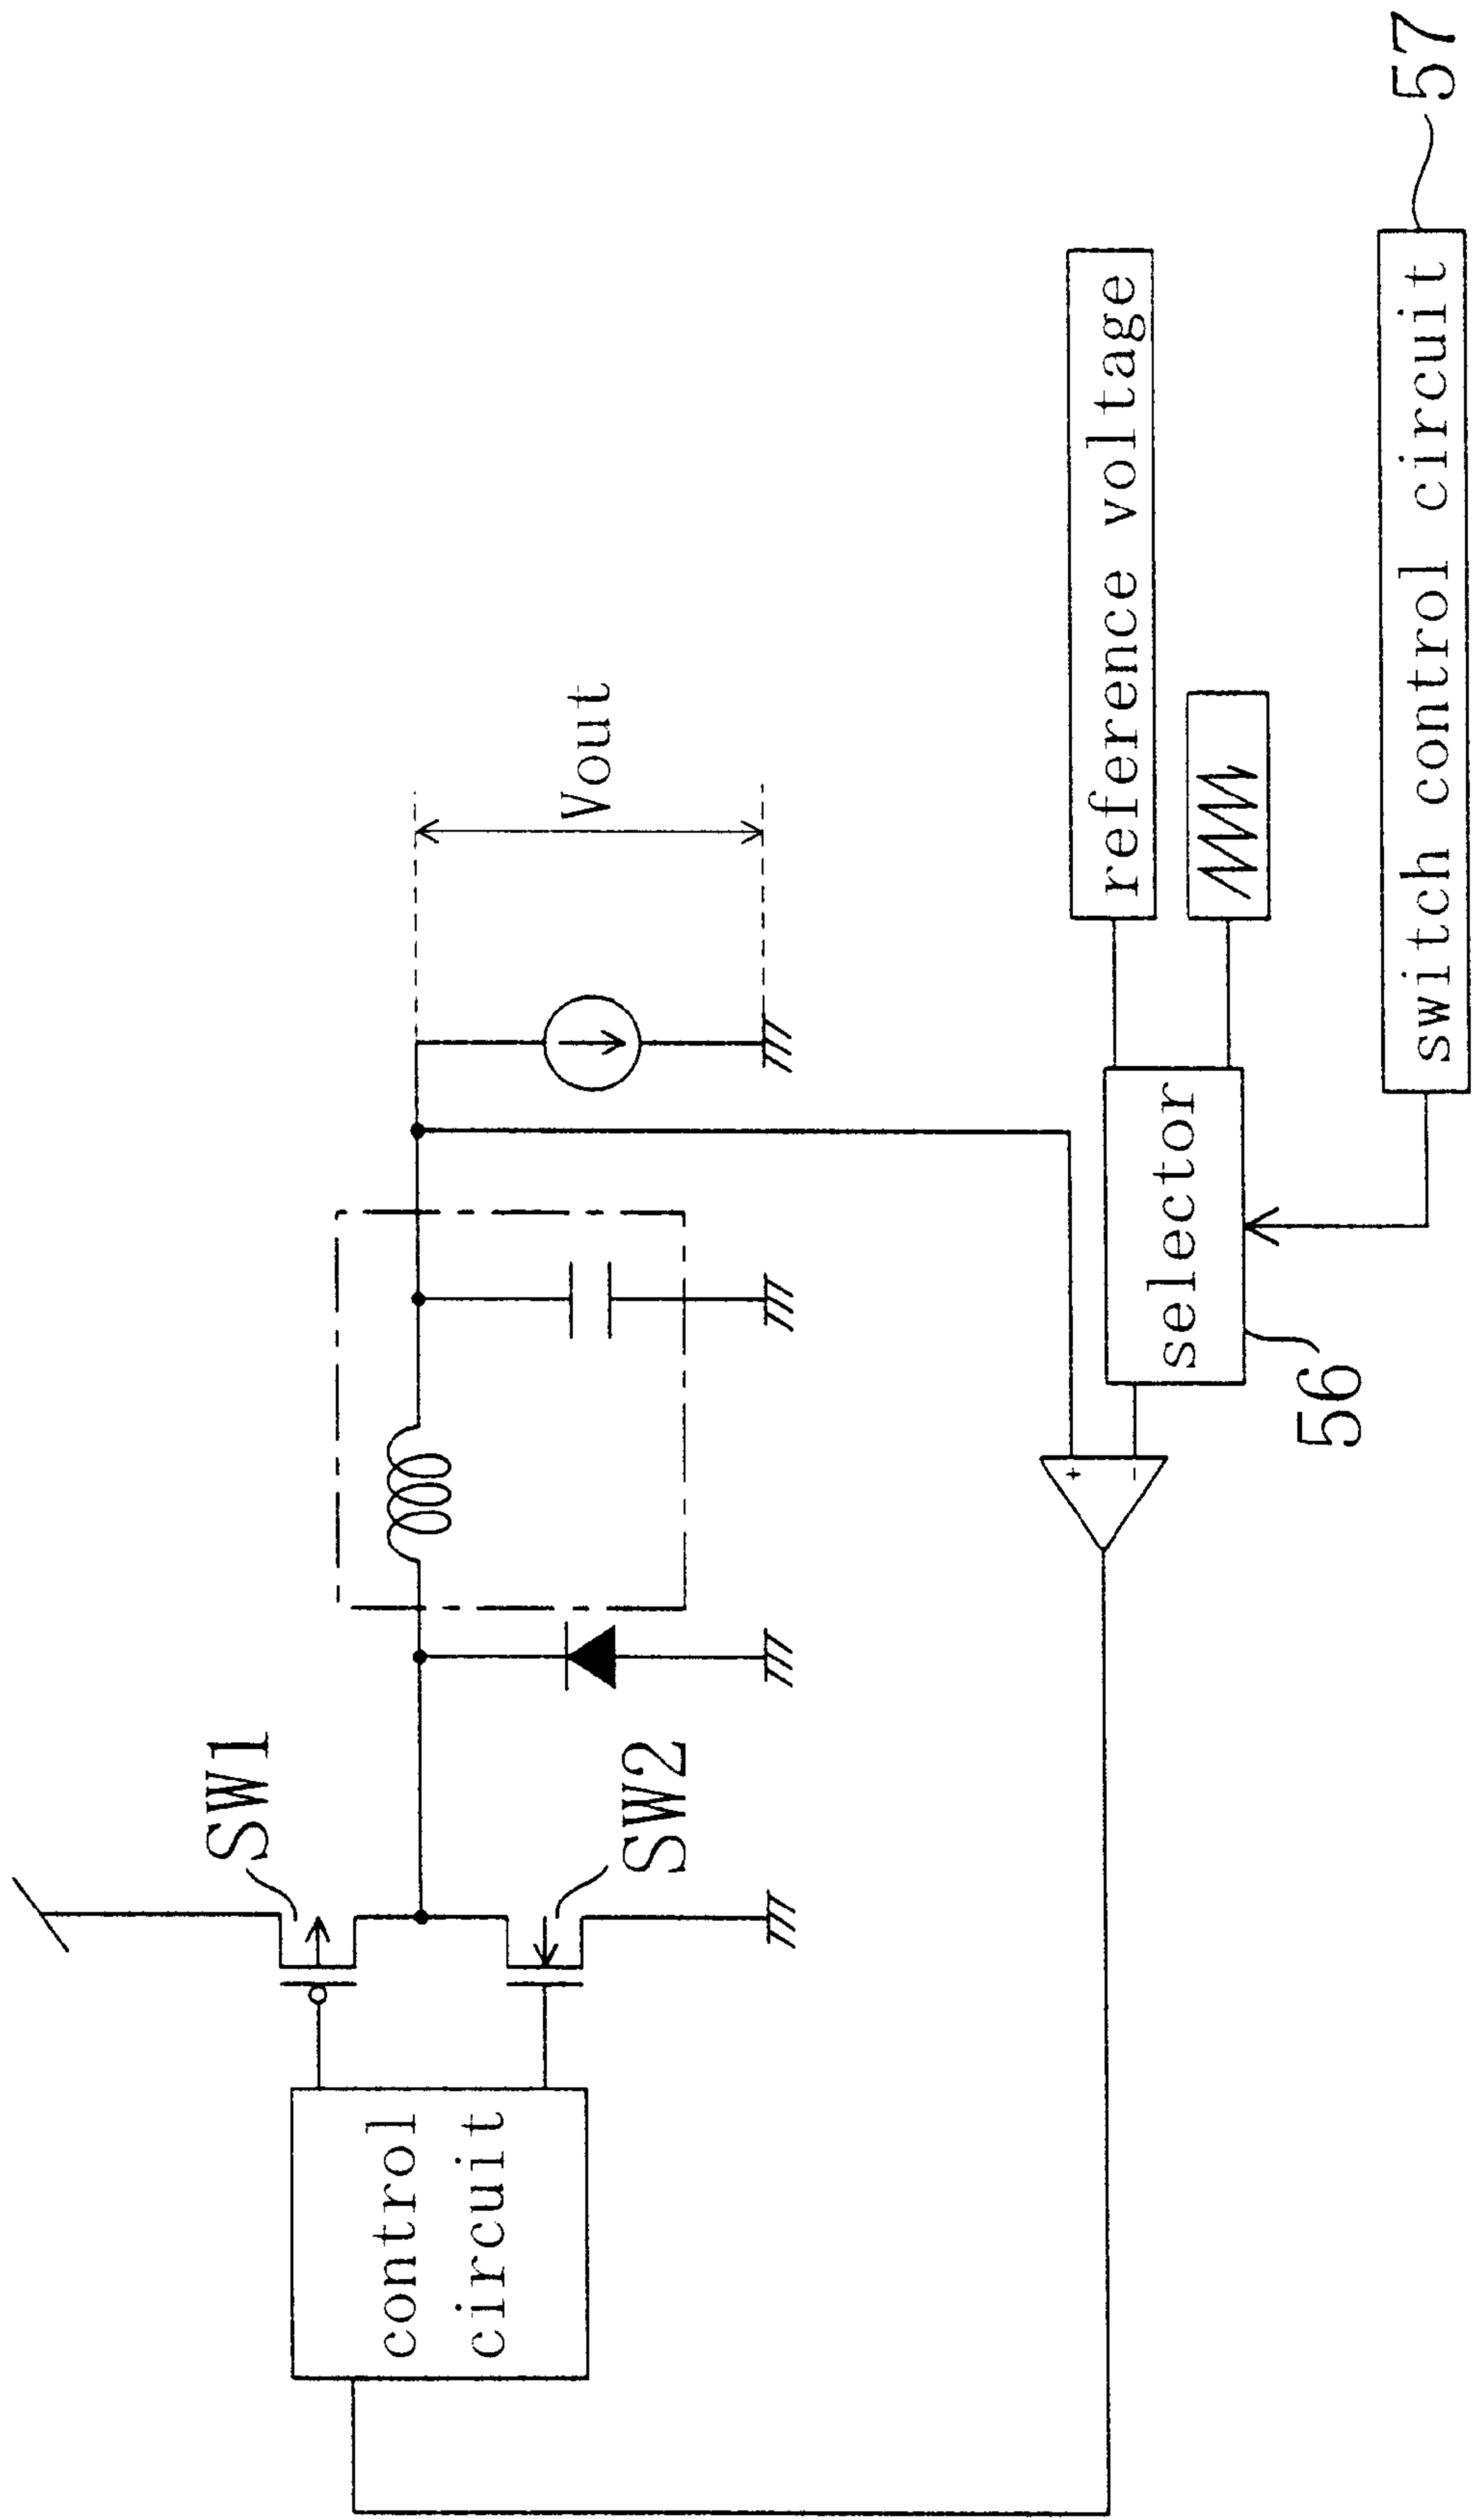 SW1
control
circuit
SW2
Vout
+
-
selector
56
reference voltage
switch control circuit
57